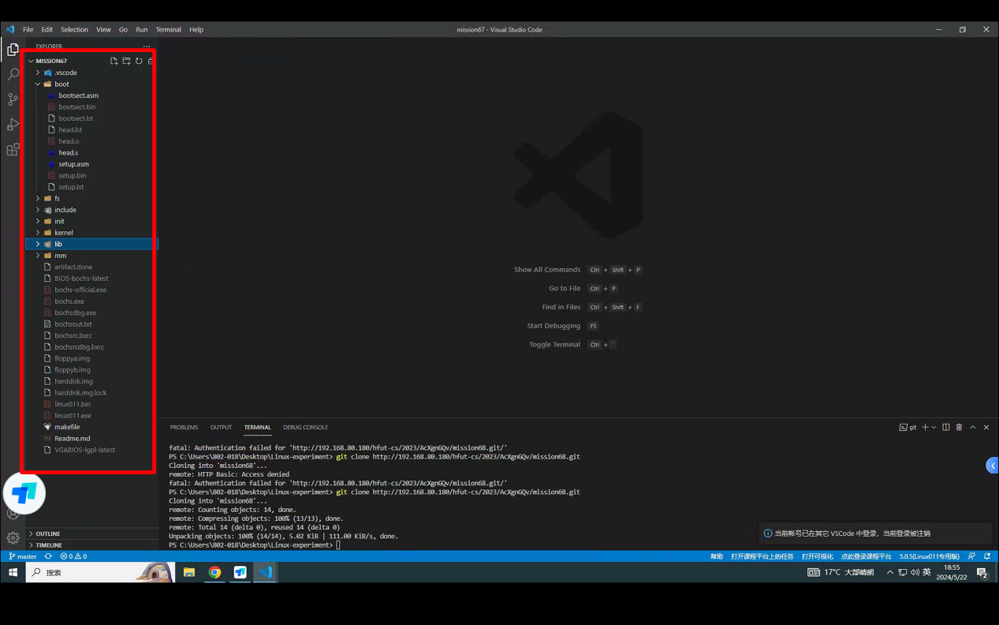 File Edit Selection View Go Run Terminal Help
mission67 - Visual Studio Code
EXPLORER
MISSION67
.vscode
boot
bootsect.asm
bootsect.bin
bootsect.lst
head.lst
head.o
head.s
setup.asm
setup.bin
setup.lst
fs
include
init
kernel
lib
mm
artifact.done
BIOS-bochs-latest
bochs-official.exe
bochs.exe
bochsdbg.exe
bochsout.txt
bochsrc.bxrc
bochsrcdbg.bxrc
floppya.img
floppyb.img
harddisk.img
harddisk.img.lock
linux011.bin
linux011.exe
makefile
Readme.md
VGABIOS-lgpl-latest
OUTLINE
TIMELINE
Show All Commands Ctrl + Shift + P
Go to File Ctrl + P
Find in Files Ctrl + Shift + F
Start Debugging F5
Toggle Terminal Ctrl + `
PROBLEMS OUTPUT TERMINAL DEBUG CONSOLE
git
fatal: Authentication failed for 'http://192.168.80.180/hfut-cs/2023/AcXgnGQv/mission68.git/'
PS C:\Users\802-018\Desktop\Linux-experiment> git clone http://192.168.80.180/hfut-cs/2023/AcXgnGQv/mission68.git
Cloning into 'mission68'...
remote: HTTP Basic: Access denied
fatal: Authentication failed for 'http://192.168.80.180/hfut-cs/2023/AcXgnGQv/mission68.git/'
PS C:\Users\802-018\Desktop\Linux-experiment> git clone http://192.168.80.180/hfut-cs/2023/AcXgnGQv/mission68.git
Cloning into 'mission68'...
remote: Counting objects: 14, done.
remote: Compressing objects: 100% (13/13), done.
remote: Total 14 (delta 0), reused 14 (delta 0)
Unpacking objects: 100% (14/14), 5.02 KiB | 111.00 KiB/s, done.
PS C:\Users\802-018\Desktop\Linux-experiment>
当前帐号已在其它 VSCode 中登录，当前登录被注销
master 0 0 帮助 打开课程平台上的任务 打开可视化 点此登录课程平台 5.0.5(Linux011专用版)
搜索
17°C 大部晴朗 英
18:55
2024/5/22
2